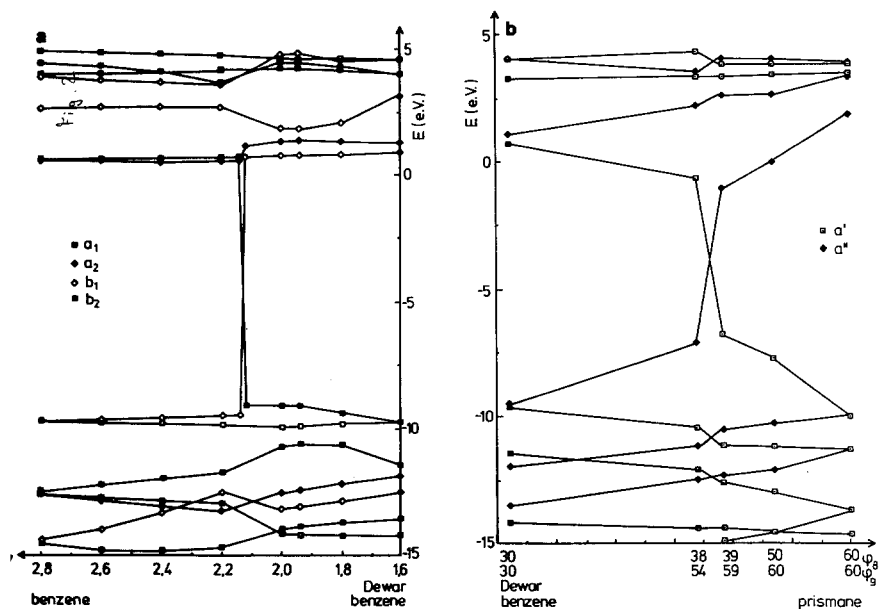 a
b
Fig. 2
E (e.V.)
5
0
-5
-10
-15
a₁
a₂
b₁
b₂
2,8
2,6
2,4
2,2
2,0
1,8
1,6
benzene
Dewar
benzene
E (e.V.)
5
0
-5
-10
-15
a'
a"
30
38
39
50
60 φ₈
30
54
59
60
60 φ₉
Dewar
benzene
prismane